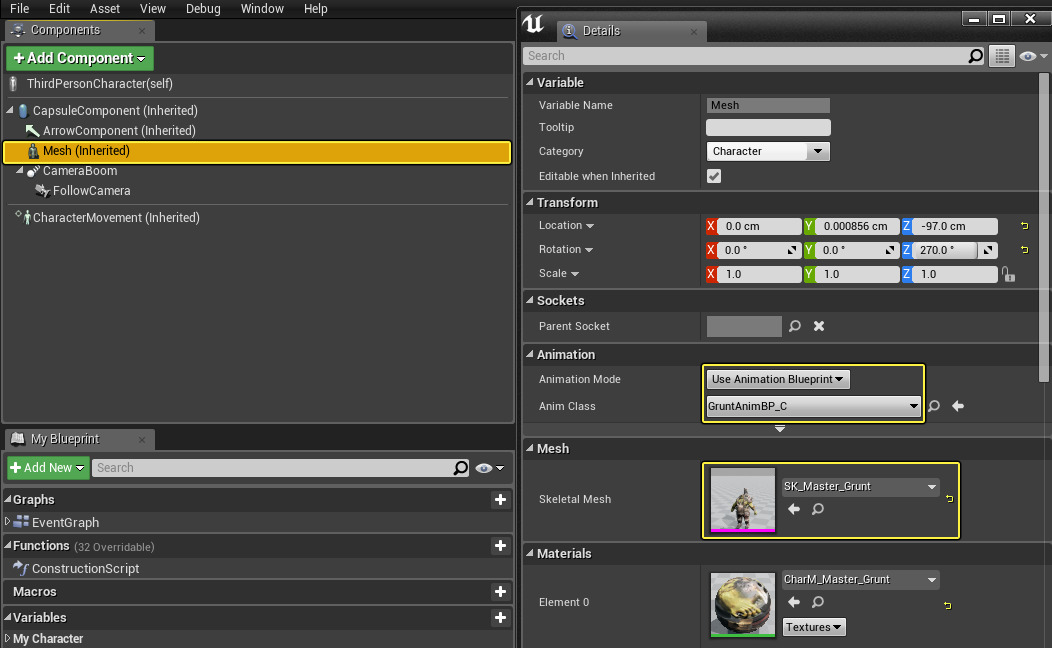 File Edit Asset View Debug Window Help
Components
+ Add Component
ThirdPersonCharacter(self)
CapsuleComponent (Inherited)
ArrowComponent (Inherited)
Mesh (Inherited)
CameraBoom
FollowCamera
CharacterMovement (Inherited)
My Blueprint
+ Add New Search
Graphs
EventGraph
Functions (32 Overridable)
ConstructionScript
Macros
Variables
My Character
Details
Search
Variable
Variable Name Mesh
Tooltip
Category Character
Editable when Inherited
Transform
Location X 0.0 cm Y 0.000856 cm Z -97.0 cm
Rotation X 0.0 ° Y 0.0 ° Z 270.0 °
Scale X 1.0 Y 1.0 Z 1.0
Sockets
Parent Socket
Animation
Animation Mode Use Animation Blueprint
Anim Class GruntAnimBP_C
Mesh
Skeletal Mesh SK_Master_Grunt
Materials
Element 0 CharM_Master_Grunt
Textures